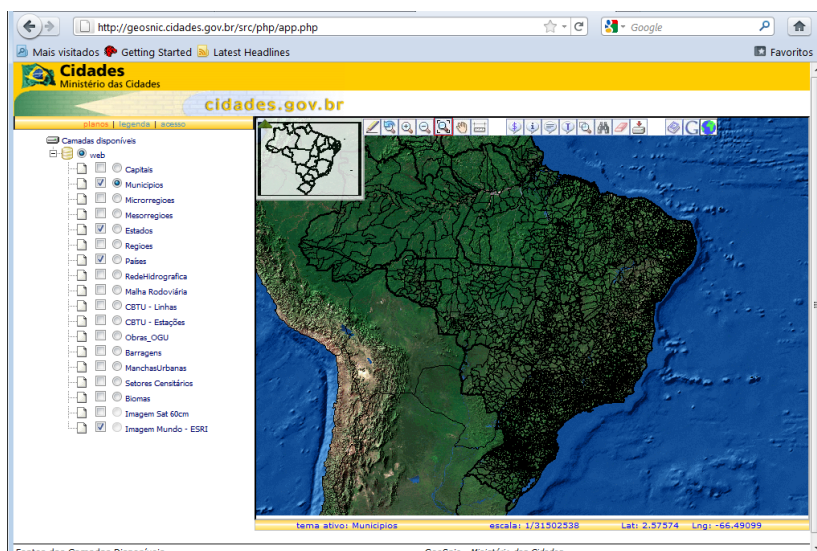 http://geosnic.cidades.gov.br/src/php/app.php
Google
Mais visitados Getting Started Latest Headlines Favoritos
Cidades
Ministério das Cidades
cidades.gov.br
planos | legenda | acesso
Camadas disponíveis
web
Capitais
Municipios
Microrregioes
Mesorregioes
Estados
Regioes
Paises
RedeHidrografica
Malha Rodoviária
CBTU - Linhas
CBTU - Estações
Obras_OGU
Barragens
ManchasUrbanas
Setores Censitários
Biomas
Imagem Sat 60cm
Imagem Mundo - ESRI
tema ativo: Municipios escala: 1/31502538 Lat: 2.57574 Lng: -66.49099